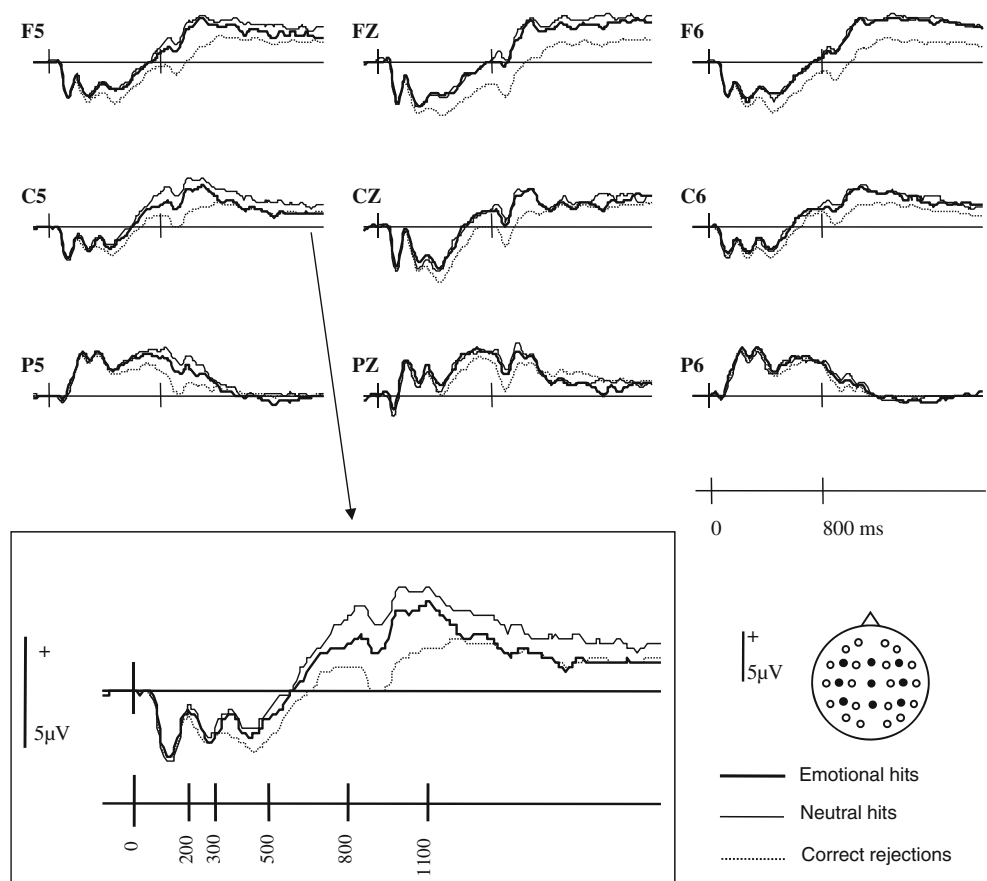 F5
FZ
F6
C5
CZ
C6
P5
PZ
P6
0 800 ms
+
5µV
0 200 300 500 800 1100
+
5µV
Emotional hits
Neutral hits
Correct rejections